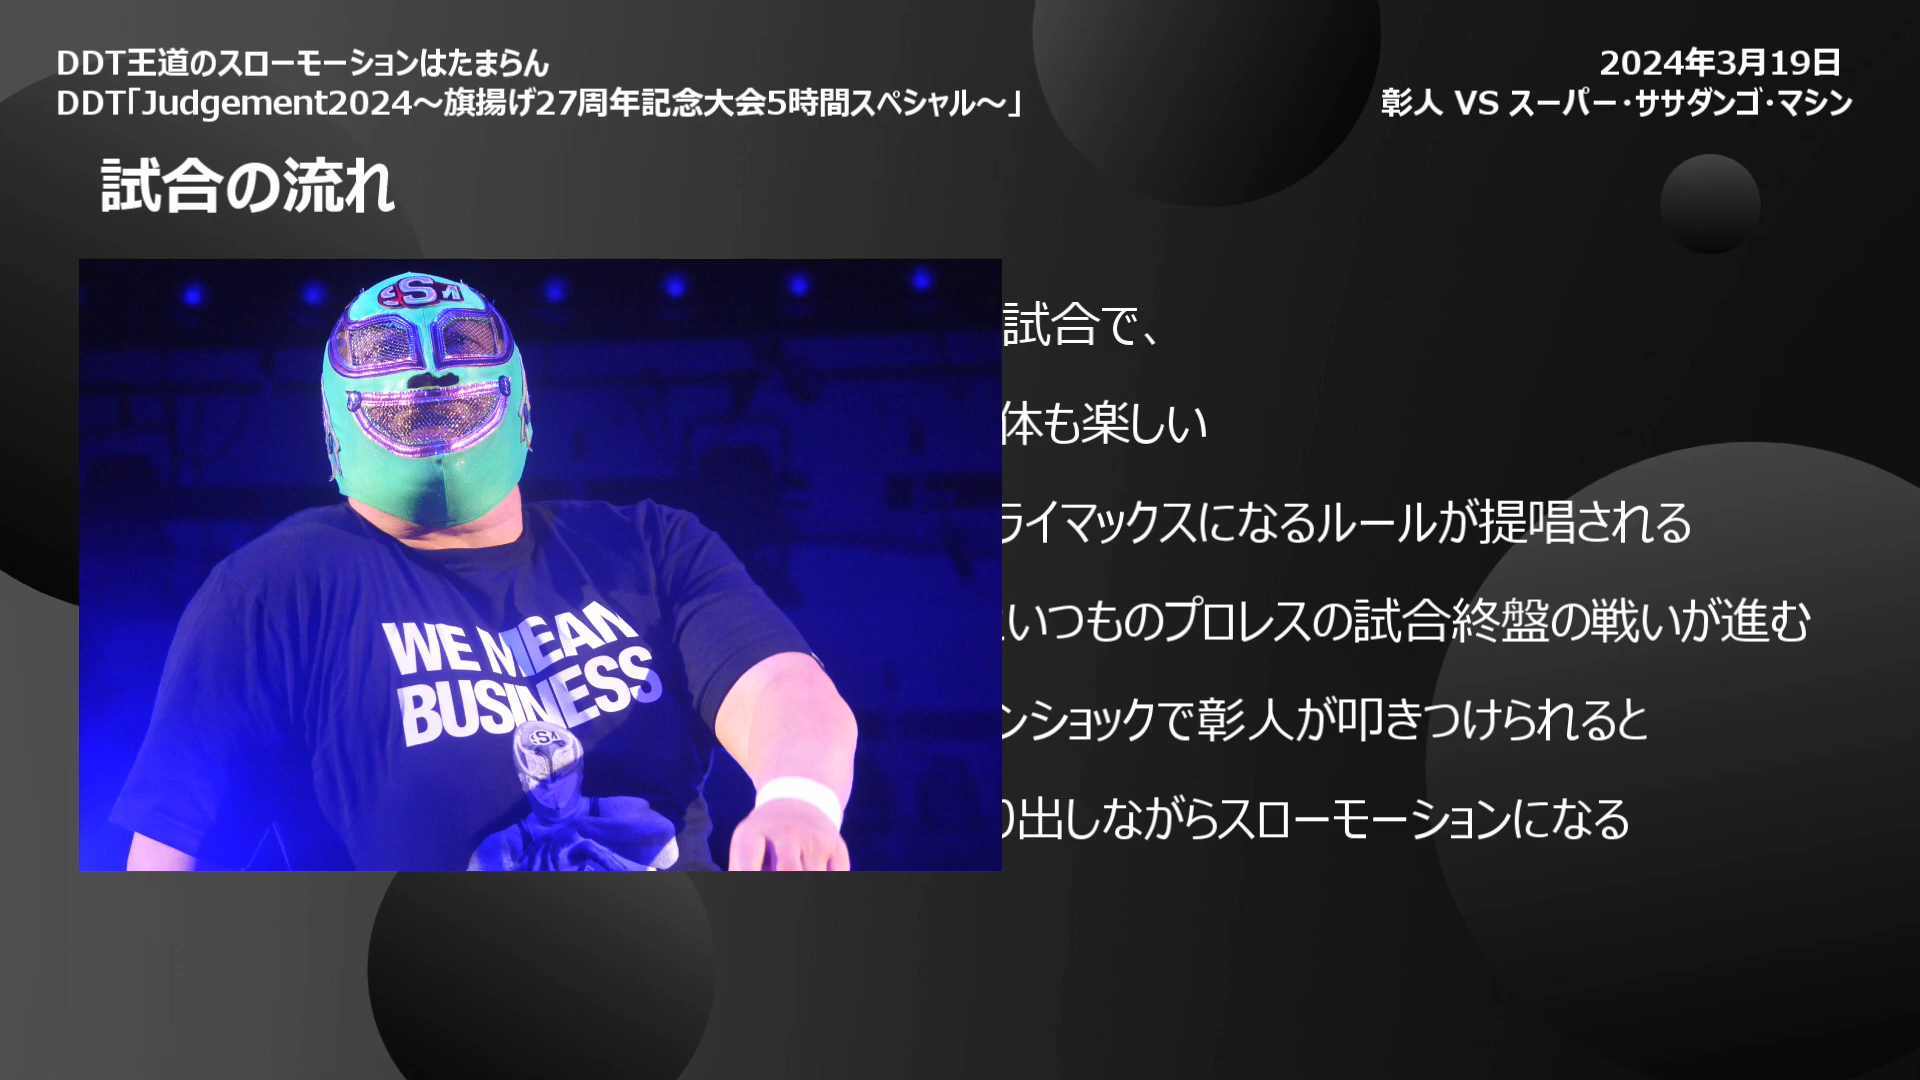 DDT王道のスローモーションはたまらん
2024年3月19日
DDT「Judgement2024～旗揚げ27周年記念大会5時間スペシャル～」
彰人 VS スーパー・ササダンゴ・マシン
試合の流れ
試合で、
体も楽しい
ライマックスになるルールが提唱される
いつものプロレスの試合終盤の戦いが進む
ンショックで彰人が叩きつけられると
出しながらスローモーションになる
WE MEAN
BUSINESS